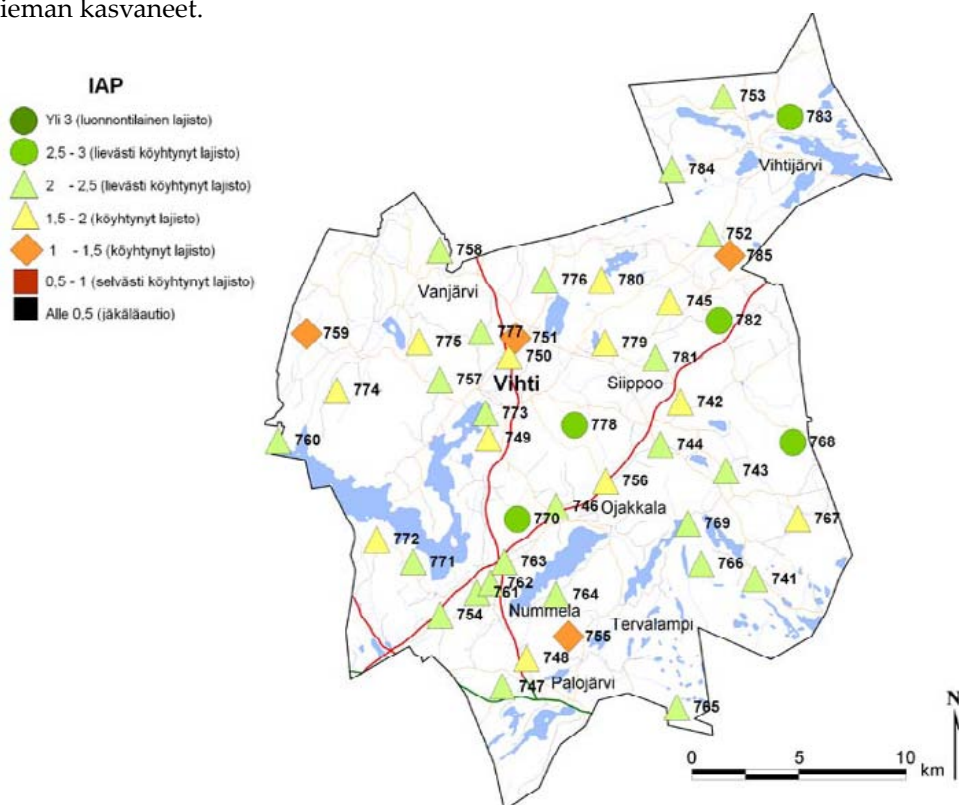 ieman kasvaneet.
IAP
Yli 3 (luonnontilainen lajisto)
2,5 - 3 (lievästi köyhtynyt lajisto)
2 - 2,5 (lievästi köyhtynyt lajisto)
1,5 - 2 (köyhtynyt lajisto)
1 - 1,5 (köyhtynyt lajisto)
0,5 - 1 (selvästi köyhtynyt lajisto)
Alle 0,5 (jäkäläautio)
753
783
784
Vihtijärvi
752
785
758
Vanjärvi
776
780
745
782
759
775
777
751
750
779
781
Vihti
Siippoo
774
757
742
773
778
749
760
744
768
743
756
746
Ojakkala
770
769
767
772
771
763
766
741
762
761
764
754
Nummela
Tervalampi
755
748
747
Palojärvi
765
N
0 5 10
km